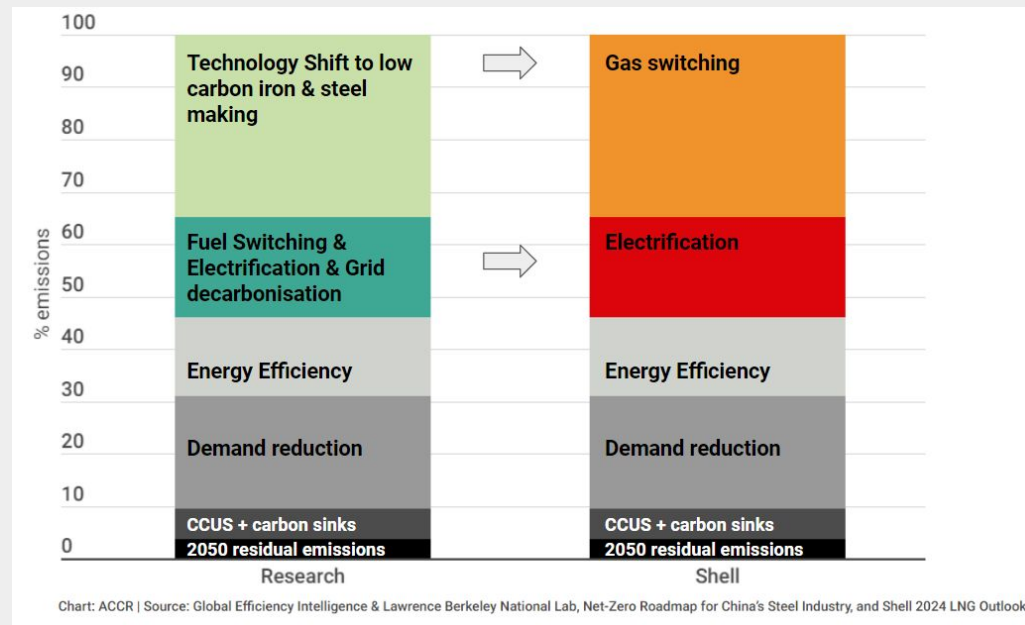 100
90
80
70
60
50
40
30
20
10
0
% emissions
Technology Shift to low
carbon iron & steel
making
Fuel Switching &
Electrification & Grid
decarbonisation
Energy Efficiency
Demand reduction
CCUS + carbon sinks
2050 residual emissions
Research
Gas switching
Electrification
Energy Efficiency
Demand reduction
CCUS + carbon sinks
2050 residual emissions
Shell
Chart: ACCR | Source: Global Efficiency Intelligence & Lawrence Berkeley National Lab, Net-Zero Roadmap for China's Steel Industry, and Shell 2024 LNG Outlook